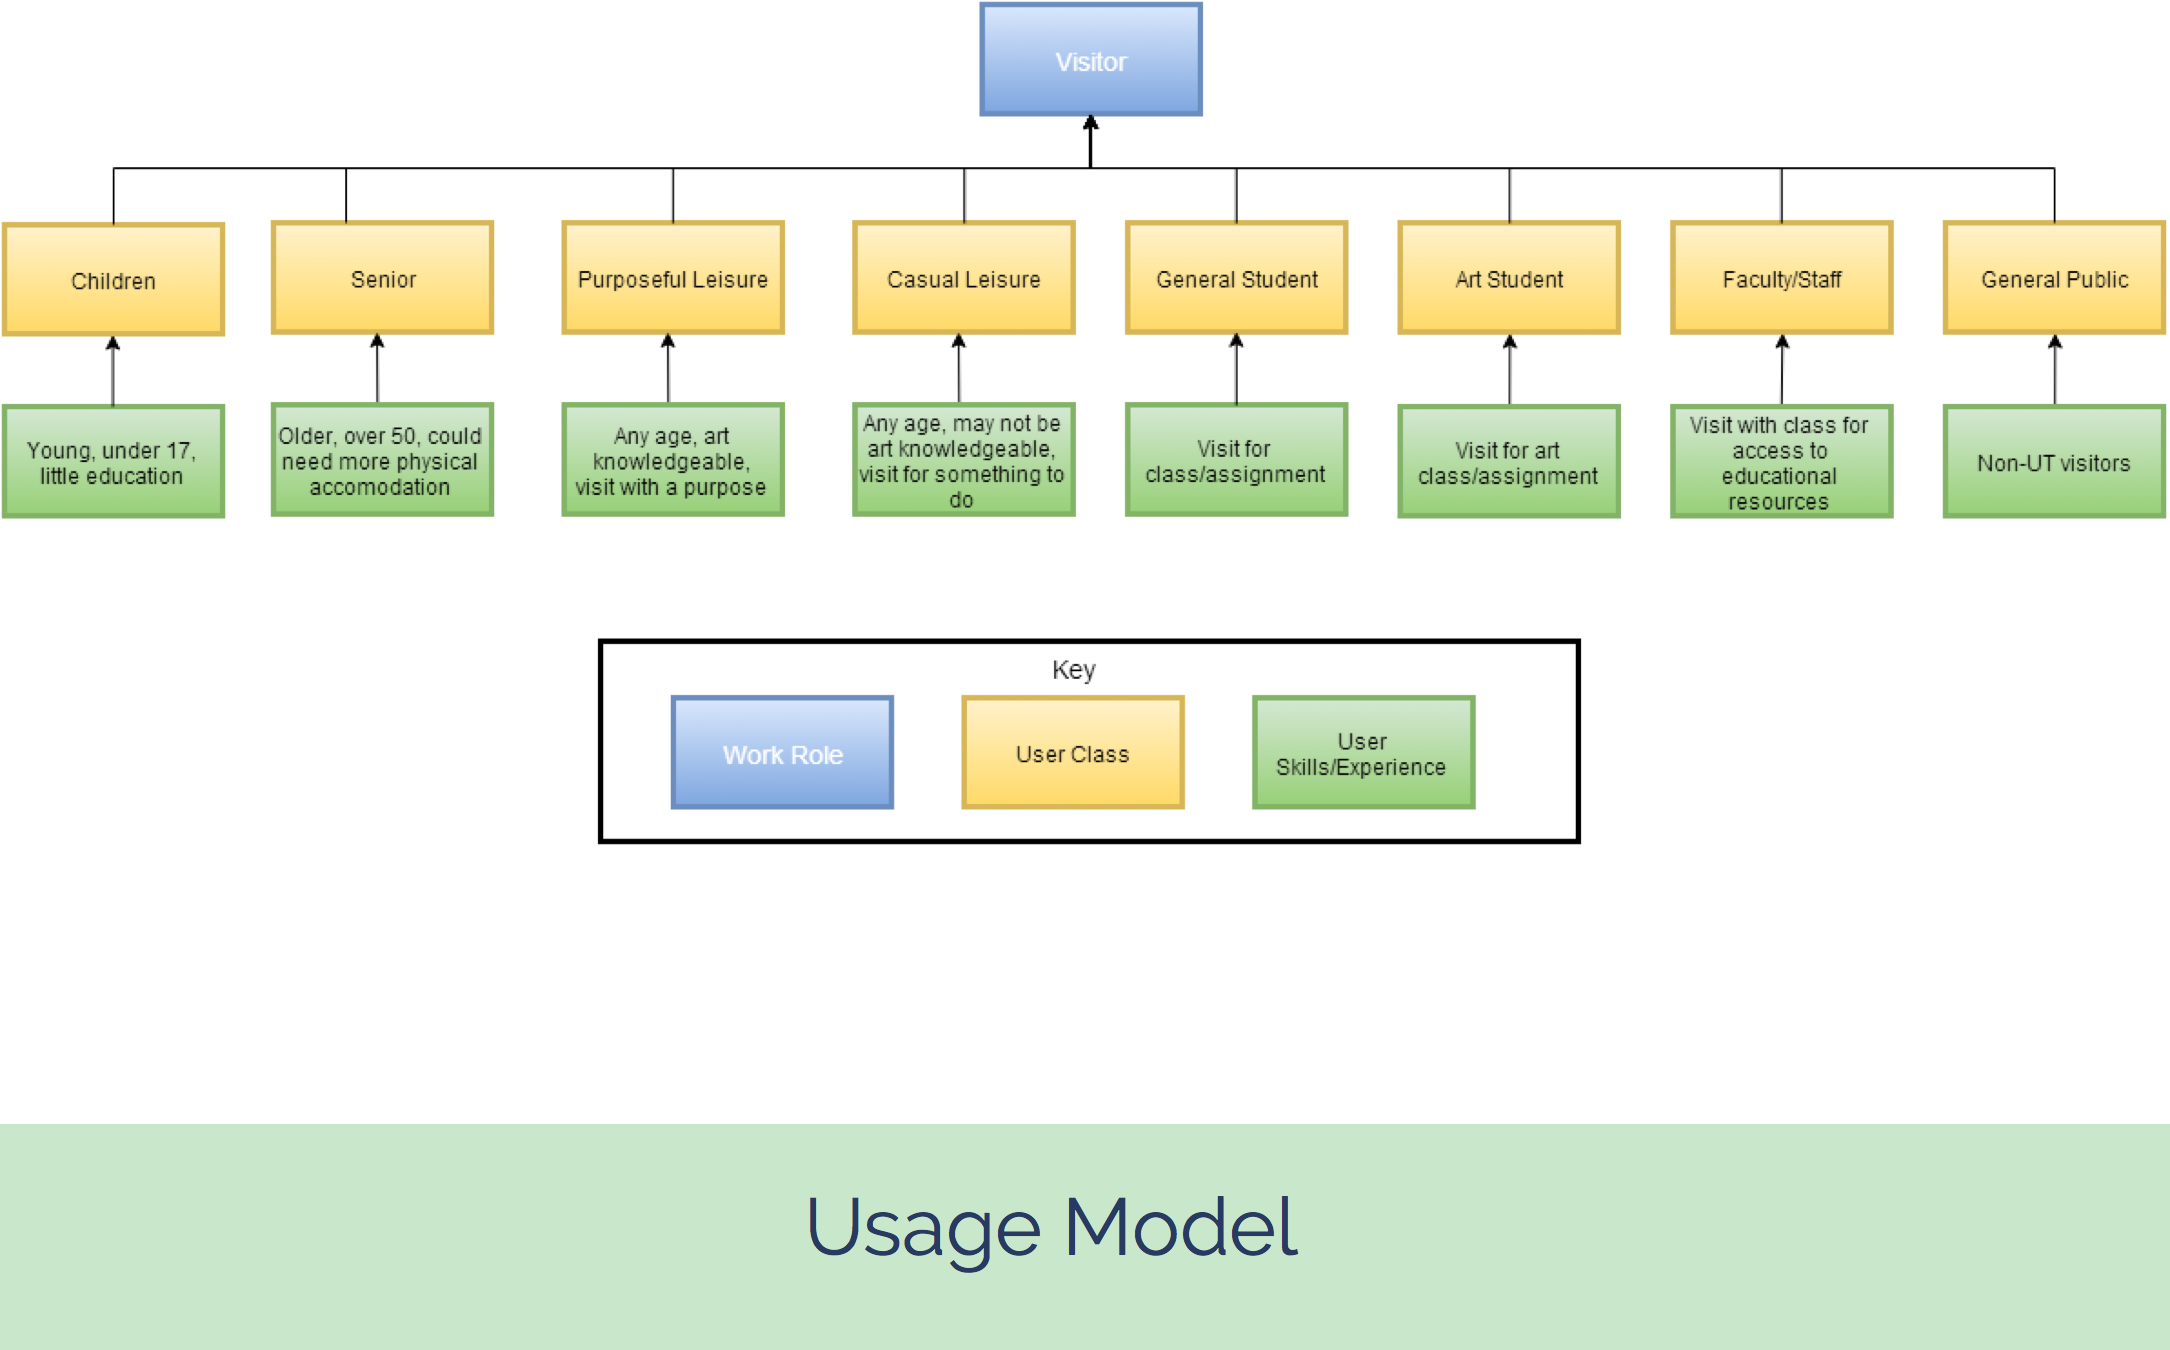 Visitor
Children
Senior
Purposeful Leisure
Casual Leisure
General Student
Art Student
Faculty/Staff
General Public
Young, under 17,
little education
Older, over 50, could
need more physical
accomodation
Any age, art
knowledgeable,
visit with a purpose
Any age, may not be
art knowledgeable,
visit for something to
do
Visit for
class/assignment
Visit for art
class/assignment
Visit with class for
access to
educational
resources
Non-UT visitors
Key
Work Role
User Class
User
Skills/Experience
Usage Model